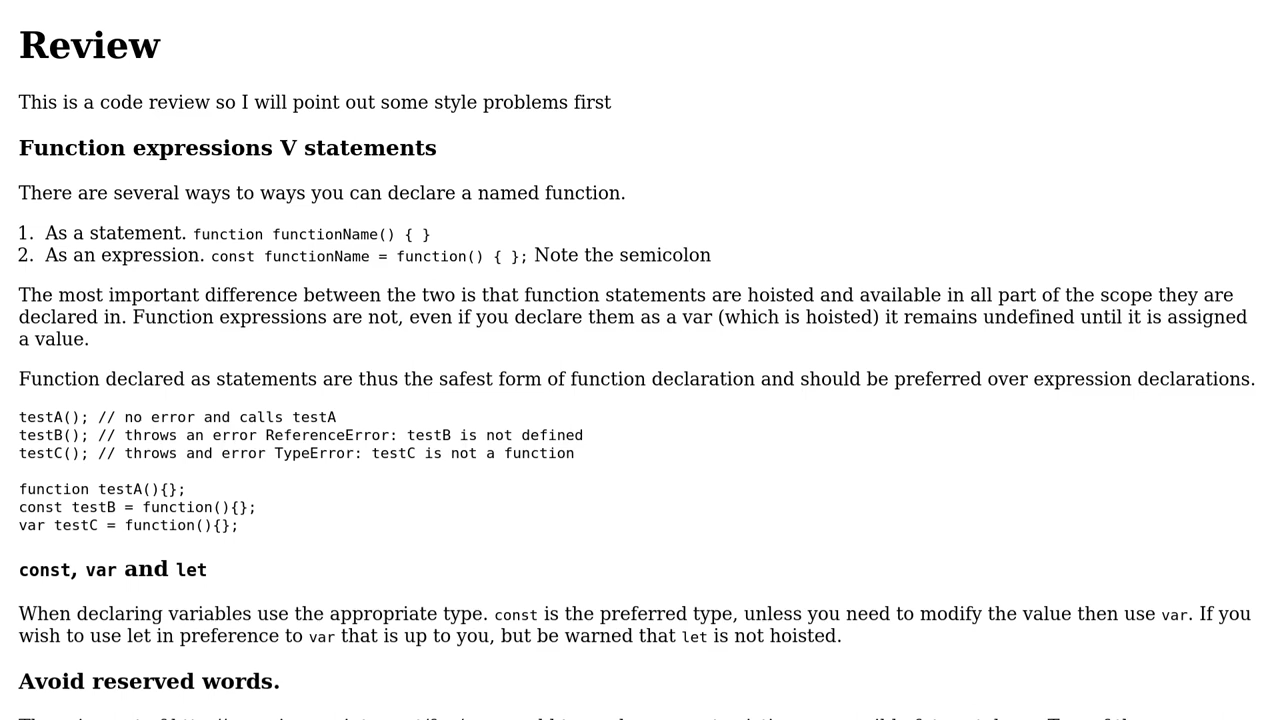 Review
This is a code review so I will point out some style problems first
Function expressions V statements
There are several ways to ways you can declare a named function.
1. As a statement. function functionName() { }
2. As an expression. const functionName = function() { }; Note the semicolon
The most important difference between the two is that function statements are hoisted and available in all part of the scope they are
declared in. Function expressions are not, even if you declare them as a var (which is hoisted) it remains undefined until it is assigned
a value.
Function declared as statements are thus the safest form of function declaration and should be preferred over expression declarations.
testA(); // no error and calls testA
testB(); // throws an error ReferenceError: testB is not defined
testC(); // throws and error TypeError: testC is not a function
function testA(){};
const testB = function(){};
var testC = function(){};
const, var and let
When declaring variables use the appropriate type. const is the preferred type, unless you need to modify the value then use var. If you
wish to use let in preference to var that is up to you, but be warned that let is not hoisted.
Avoid reserved words.